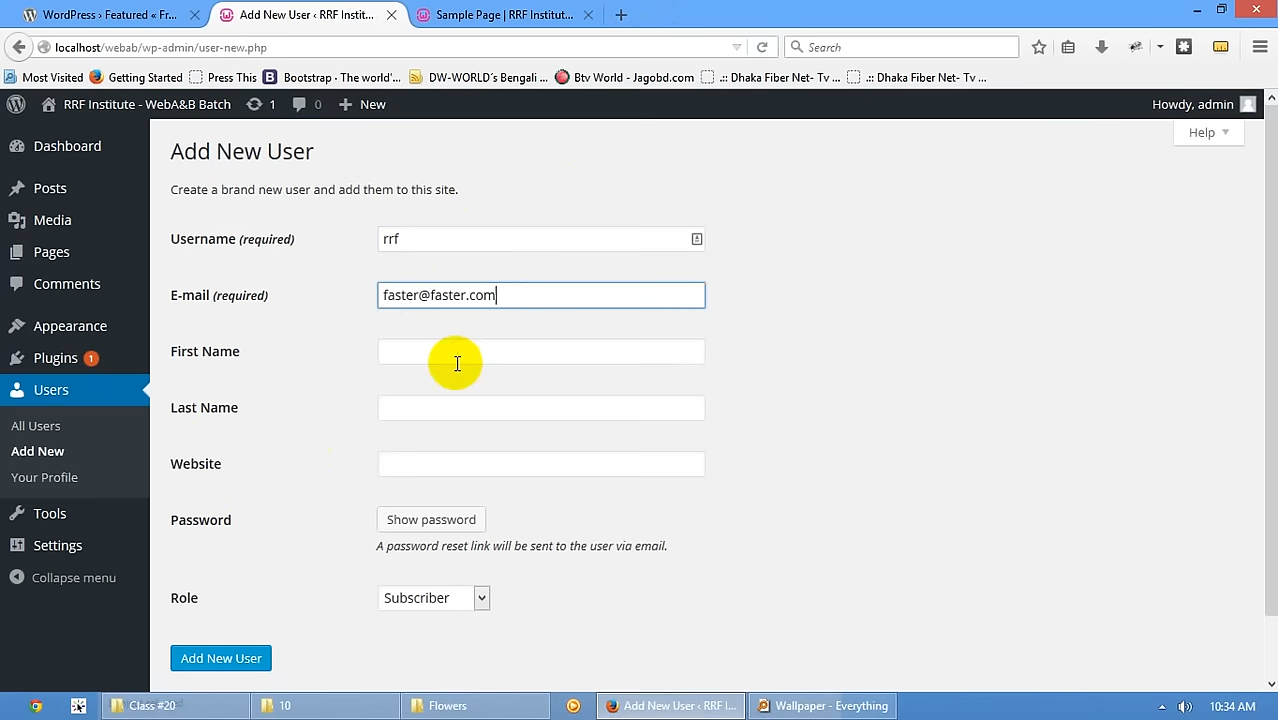 WordPress › Featured « Fr...
Add New User ‹ RRF Instit...
Sample Page | RRF Institut...
localhost/webab/wp-admin/user-new.php
Search
Most Visited
Getting Started
Press This
Bootstrap · The world'...
DW-WORLD´s Bengali ...
Btv World - Jagobd.com
.:: Dhaka Fiber Net- Tv ...
.:: Dhaka Fiber Net- Tv ...
RRF Institute - WebA&B Batch
1
0
New
Howdy, admin
Help
Dashboard
Posts
Media
Pages
Comments
Appearance
Plugins 1
Users
All Users
Add New
Your Profile
Tools
Settings
Collapse menu
Add New User
Create a brand new user and add them to this site.
Username (required)
rrf
E-mail (required)
faster@faster.com
First Name
Last Name
Website
Password
Show password
A password reset link will be sent to the user via email.
Role
Subscriber
Add New User
Class #20
10
Flowers
Add New User ‹ RRF I...
Wallpaper - Everything
10:34 AM